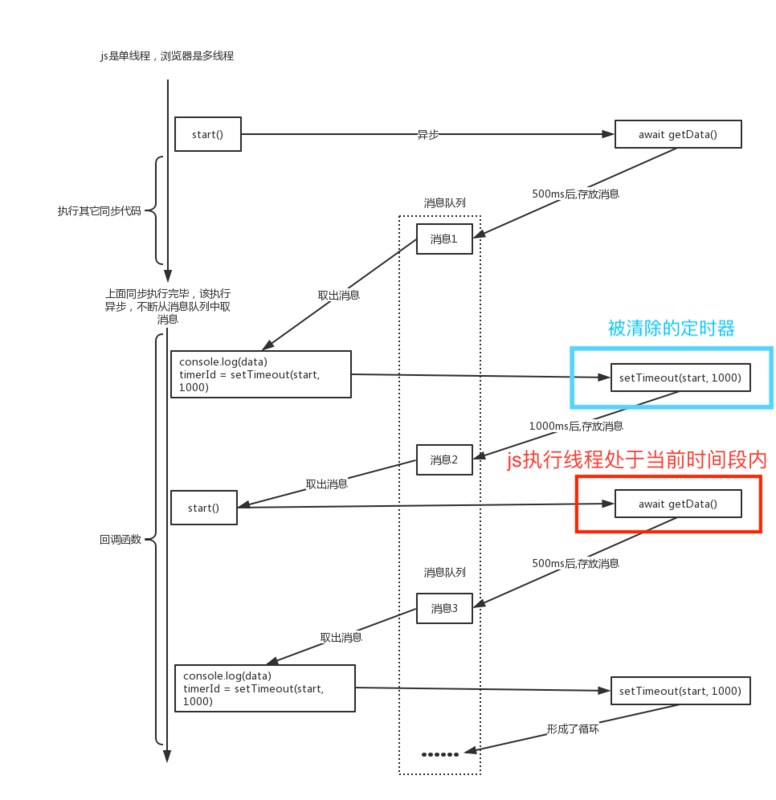 js是单线程，浏览器是多线程
start()
异步
await getData()
500ms后,存放消息
执行其它同步代码
消息队列
消息1
取出消息
上面同步执行完毕，该执行
异步，不断从消息队列中取
消息
被清除的定时器
console.log(data)
timerId = setTimeout(start,
1000)
setTimeout(start, 1000)
1000ms后,存放消息
消息2
js执行线程处于当前时间段内
取出消息
start()
await getData()
回调函数
500ms后,存放消息
消息队列
消息3
取出消息
console.log(data)
timerId = setTimeout(start,
1000)
setTimeout(start, 1000)
形成了循环
••••••